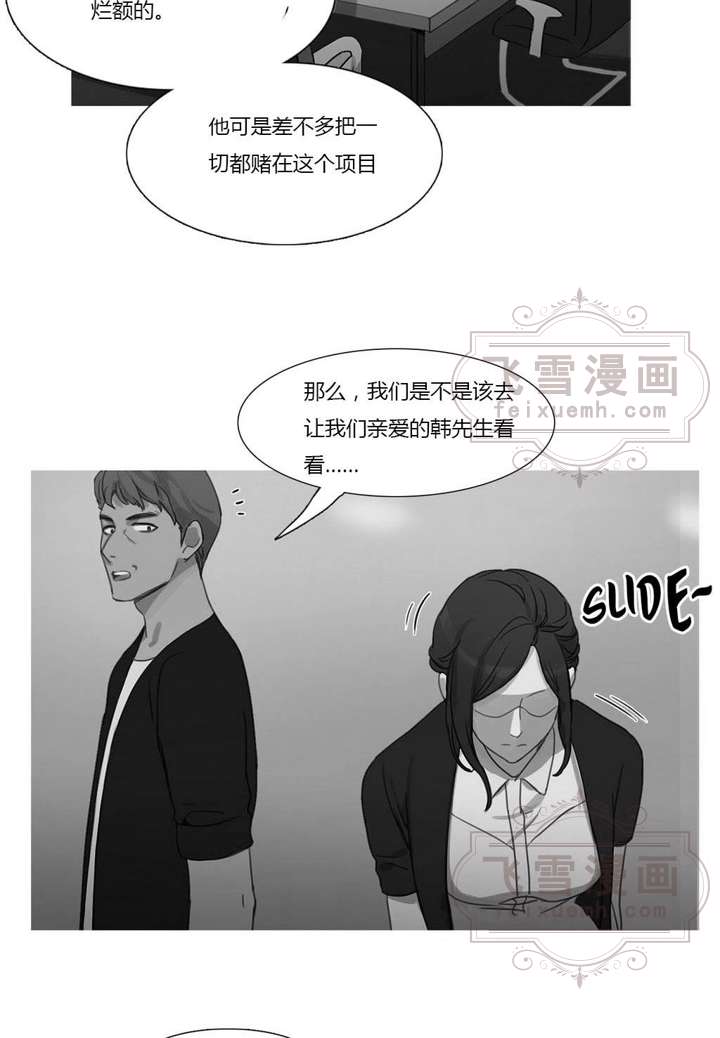 烂额的。
他可是差不多把一
切都赌在这个项目
飞雪漫画
feixuemh.com
那么，我们是不是该去
让我们亲爱的韩先生看
看……
SLIDE~
飞雪漫画
feixuemh.com